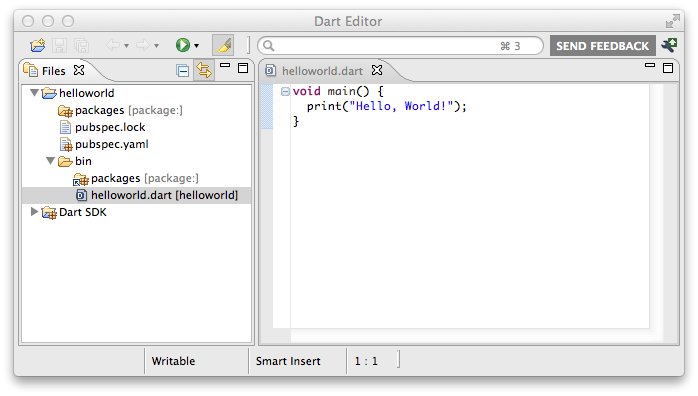 Dart Editor
⌘ 3
SEND FEEDBACK
Files
helloworld.dart
helloworld
packages [package:]
pubspec.lock
pubspec.yaml
bin
packages [package:]
helloworld.dart [helloworld]
Dart SDK
void main() {
  print("Hello, World!");
}
Writable
Smart Insert
1 : 1